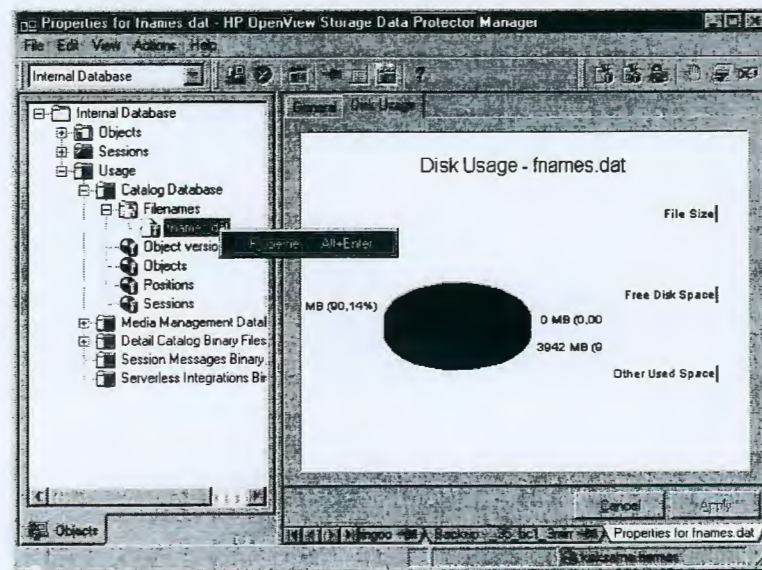 Properties for fnames.dat - HP OpenView Storage Data Protector Manager
File Edit View Actions Help
Internal Database
Internal Database
Objects
Sessions
Usage
Catalog Database
Filenames
fnames.dat
Object versio
Objects
Positions
Sessions
Media Management Datal
Detail Catalog Binary Files
Session Messages Binary
Serverless Integrations Bir
Objects
General Disk Usage
Alt+Enter
Disk Usage - fnames.dat
File Size
Free Disk Space
Other Used Space
MB (90,14%)
0 MB (0,00
3942 MB (9
Cancel Apply
Properties for fnames.dat